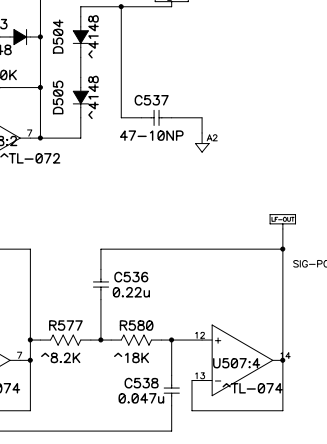 3
48
0K
D504
^4148
D505
^4148
C537
47-10NP
A2
7
8:2
^TL-072
LF-OUT
SIG-PO
C536
0.22u
R577
^8.2K
R580
^18K
7
074
C538
0.047u
12
+
13
-
14
U507:4
^TL-074